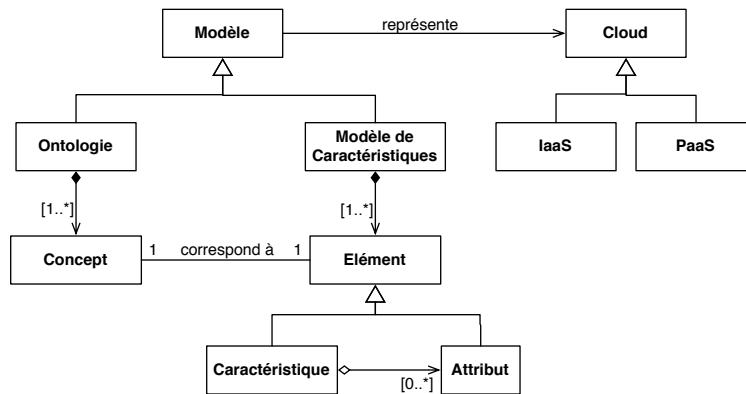 Modèle
représente
Cloud
Ontologie
Modèle de
Caractéristiques
IaaS
PaaS
[1..*]
[1..*]
Concept
1
correspond à
1
Elément
Caractéristique
[0..*]
Attribut